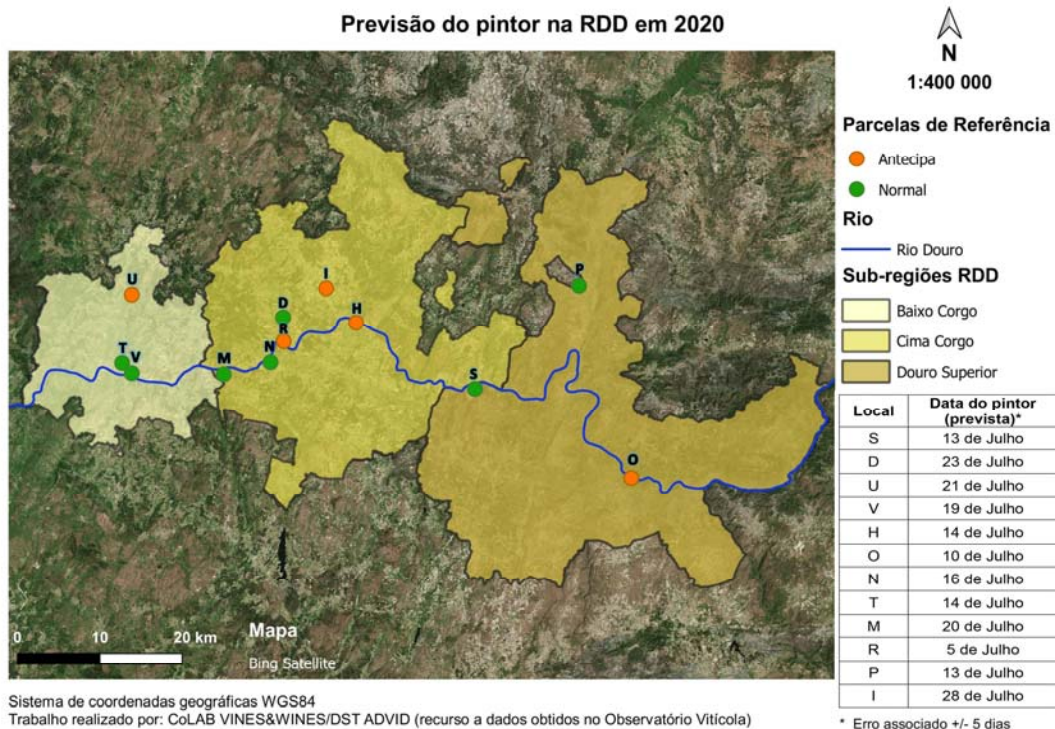 Previsão do pintor na RDD em 2020
N
1:400 000
Parcelas de Referência
Antecipa
Normal
Rio
Rio Douro
Sub-regiões RDD
Baixo Corgo
Cima Corgo
Douro Superior
Local Data do pintor (prevista)*
S 13 de Julho
D 23 de Julho
U 21 de Julho
V 19 de Julho
H 14 de Julho
O 10 de Julho
N 16 de Julho
T 14 de Julho
M 20 de Julho
R 5 de Julho
P 13 de Julho
I 28 de Julho
* Erro associado +/- 5 dias
U
T
V
M
N
D
R
I
H
S
P
O
0 10 20 km
Mapa
Bing Satellite
Sistema de coordenadas geográficas WGS84
Trabalho realizado por: CoLAB VINES&WINES/DST ADVID (recurso a dados obtidos no Observatório Vitícola)